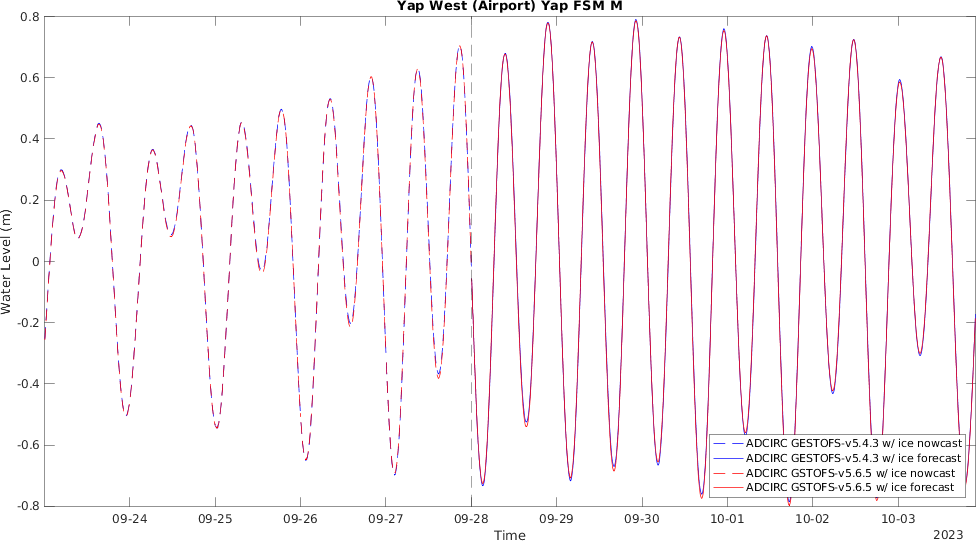 Yap West (Airport) Yap FSM M
0.8
0.6
0.4
0.2
0
-0.2
-0.4
-0.6
-0.8
Water Level (m)
ADCIRC GESTOFS-v5.4.3 w/ ice nowcast
ADCIRC GESTOFS-v5.4.3 w/ ice forecast
ADCIRC GSTOFS-v5.6.5 w/ ice nowcast
ADCIRC GSTOFS-v5.6.5 w/ ice forecast
09-24 09-25 09-26 09-27 09-28 09-29 09-30 10-01 10-02 10-03
Time
2023